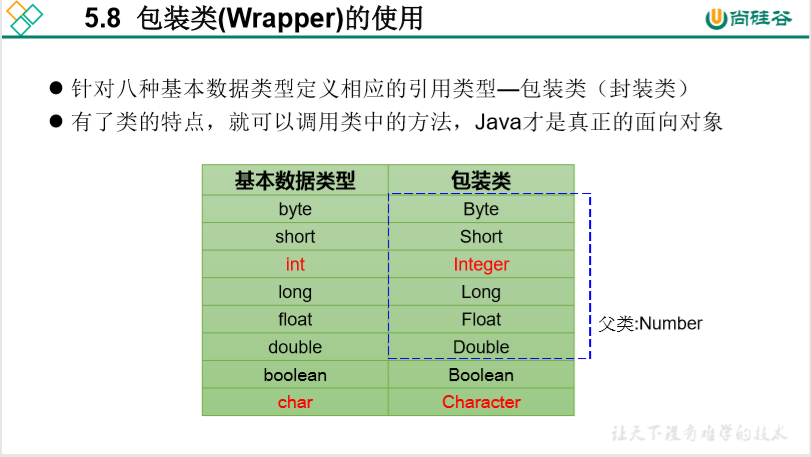 5.8 包装类(Wrapper)的使用
尚硅谷
● 针对八种基本数据类型定义相应的引用类型—包装类（封装类）
● 有了类的特点，就可以调用类中的方法，Java才是真正的面向对象
基本数据类型 包装类
byte Byte
short Short
int Integer
long Long
float Float
double Double
boolean Boolean
char Character
父类:Number
让天下没有难学的技术